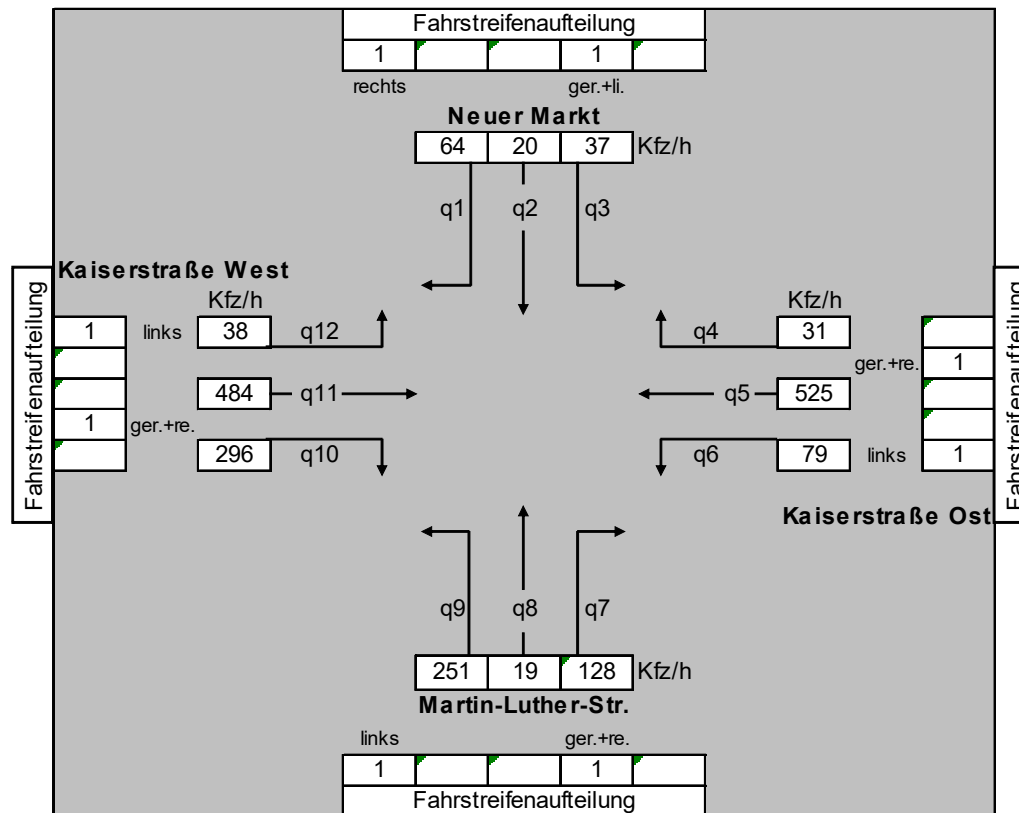 Fahrstreifenaufteilung
1 1
rechts ger.+li.
Neuer Markt
64 20 37 Kfz/h
q1 q2 q3
Kaiserstraße West
Kfz/h Kfz/h
Fahrstreifenaufteilung
1 links 38 q12 q4 31
ger.+re. 1
484 q11 q5 525
1 ger.+re.
296 q10 q6 79 links 1
Fahrstreifenaufteilung
Kaiserstraße Ost
q9 q8 q7
251 19 128 Kfz/h
Martin-Luther-Str.
links ger.+re.
1 1
Fahrstreifenaufteilung